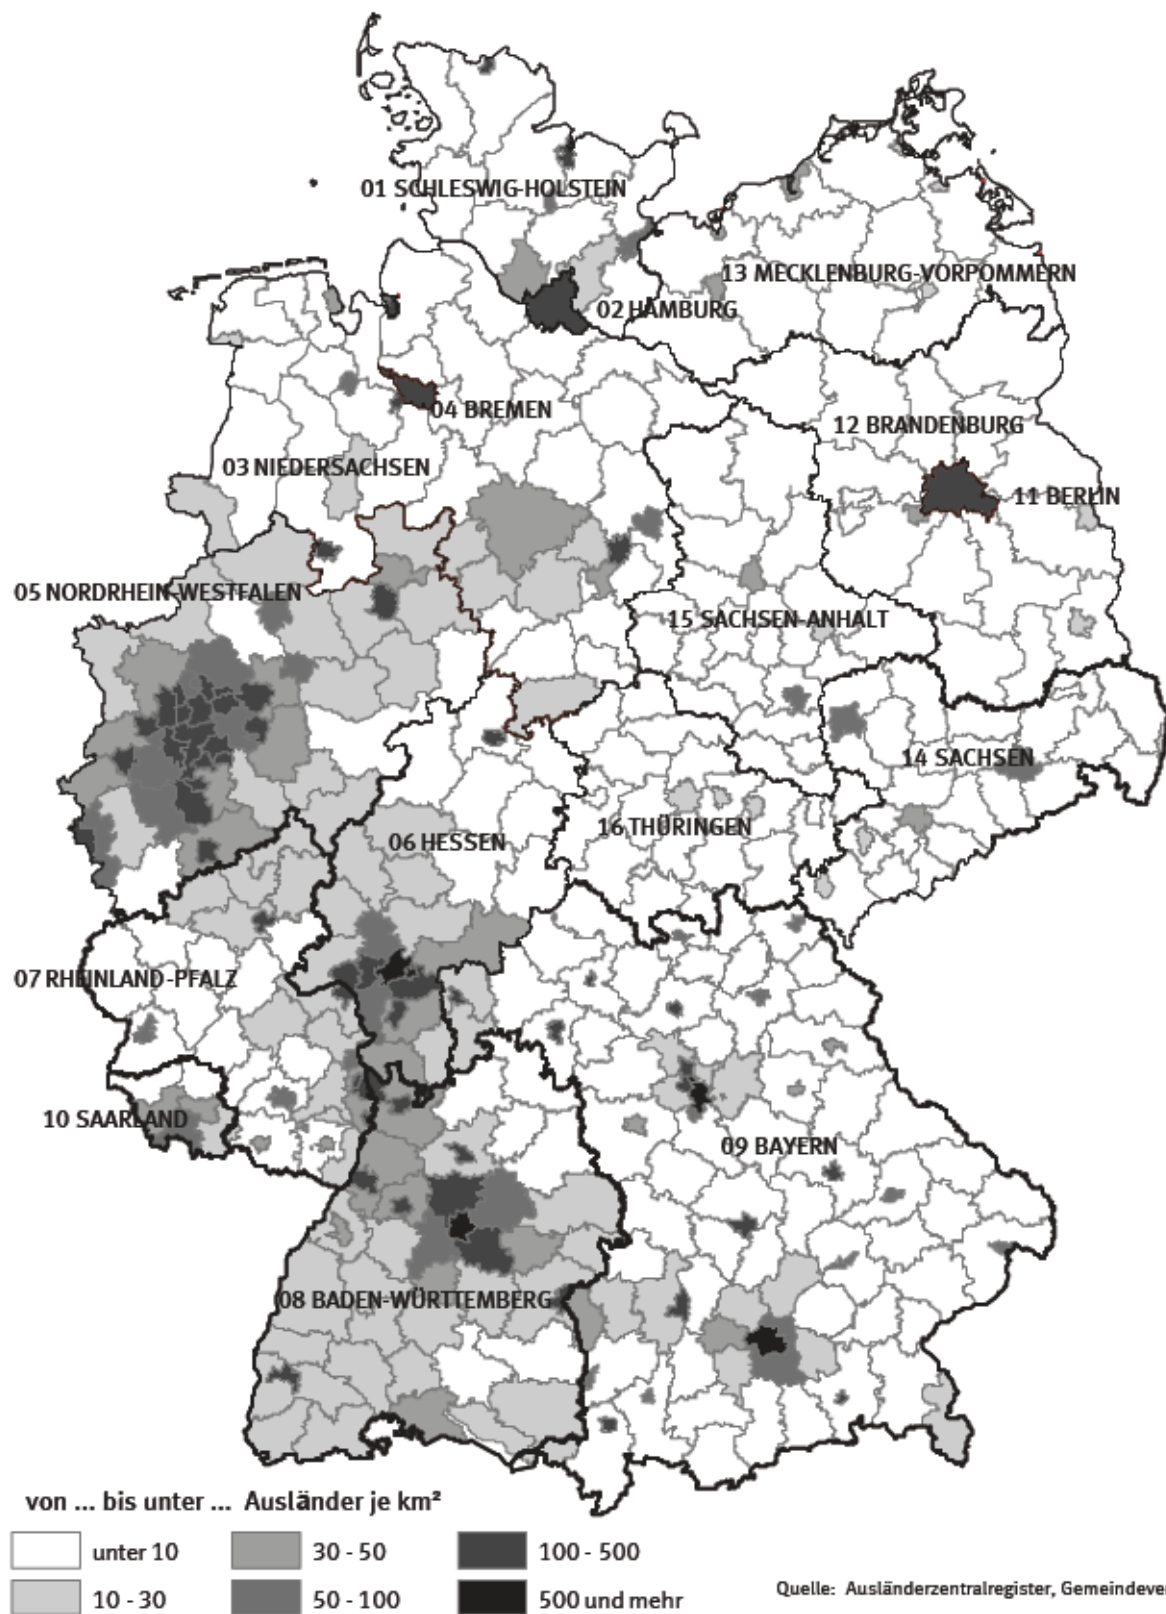 01 SCHLESWIG-HOLSTEIN
13 MECKLENBURG-VORPOMMERN
02 HAMBURG
04 BREMEN
12 BRANDENBURG
03 NIEDERSACHSEN
11 BERLIN
05 NORDRHEIN-WESTFALEN
15 SACHSEN-ANHALT
14 SACHSEN
16 THÜRINGEN
06 HESSEN
07 RHEINLAND-PFALZ
10 SAARLAND
09 BAYERN
08 BADEN-WÜRTTEMBERG
von ... bis unter ... Ausländer je km²
unter 10 30 - 50 100 - 500
10 - 30 50 - 100 500 und mehr
Quelle: Ausländerzentralregister,